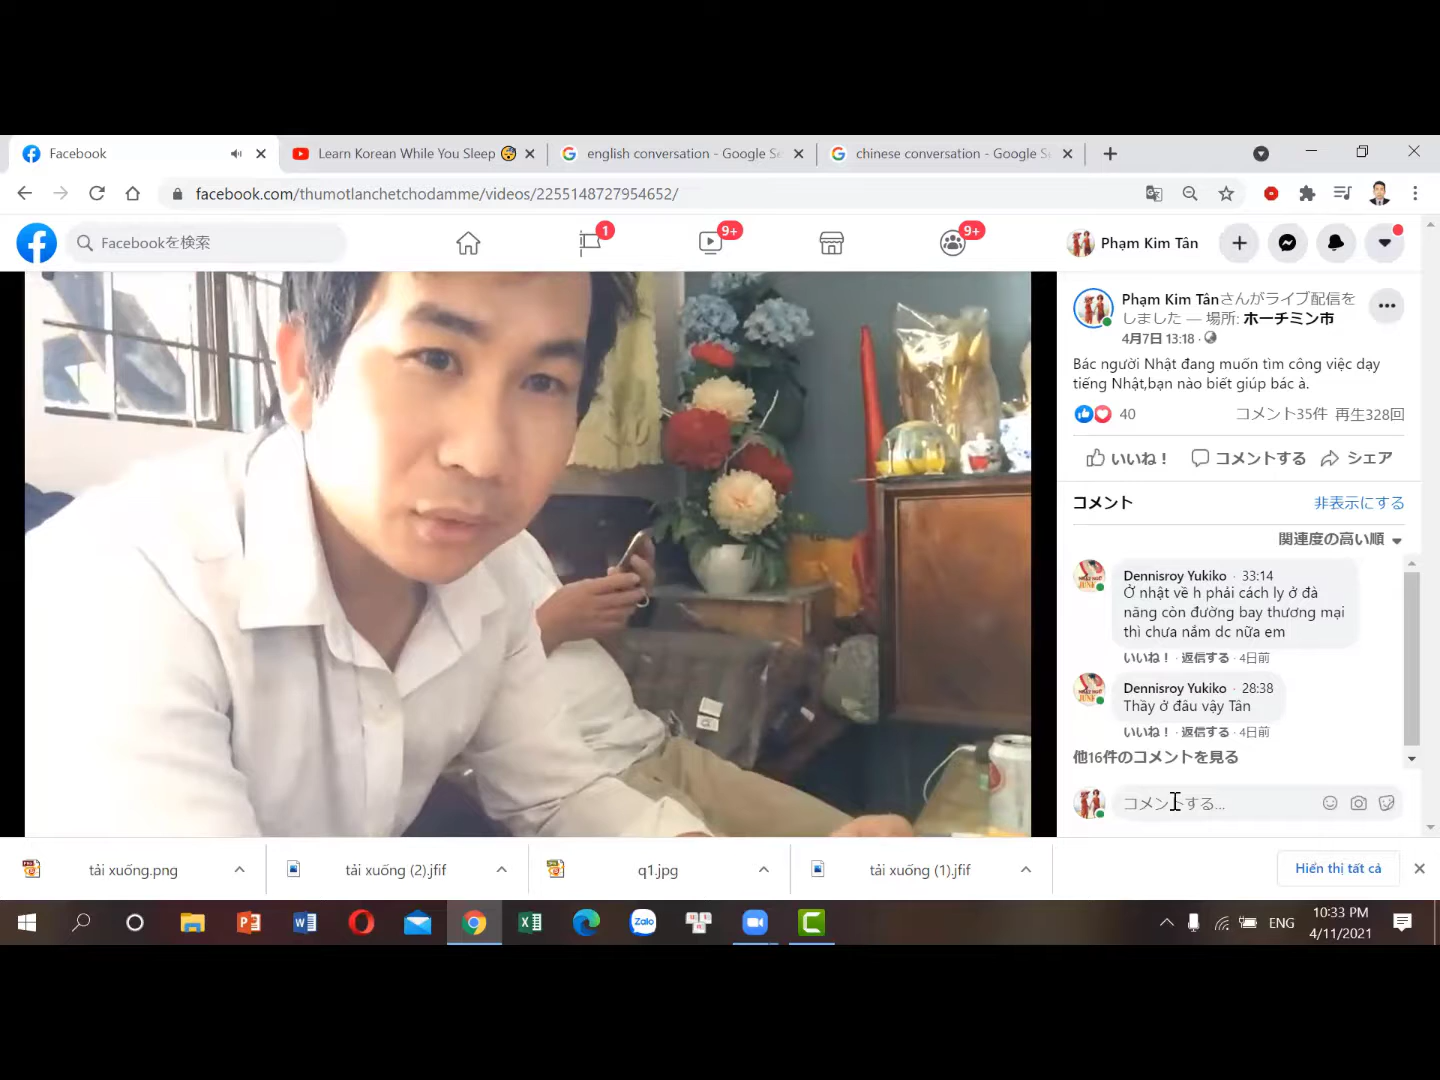 Facebook
Learn Korean While You Sleep 😴
english conversation - Google Se
chinese conversation - Google Se
facebook.com/thumotlanchetchodamme/videos/2255148727954652/
Facebookを検索
1
9+
9+
Phạm Kim Tân
Phạm Kim Tânさんがライブ配信を
しました — 場所: ホーチミン市
4月7日 13:18 ·
Bác người Nhật đang muốn tìm công việc dạy
tiếng Nhật,bạn nào biết giúp bác à.
40
コメント35件 再生328回
いいね！ コメントする シェア
コメント
非表示にする
関連度の高い順
Dennisroy Yukiko · 33:14
Ở nhật về h phải cách ly ở đà
nãng còn đường bay thương mại
thì chưa nắm dc nữa em
いいね！ · 返信する · 4日前
Dennisroy Yukiko · 28:38
Thầy ở đâu vậy Tân
いいね！ · 返信する · 4日前
他16件のコメントを見る
コメントする...
tải xuống.png
tải xuống (2).jfif
q1.jpg
tải xuống (1).jfif
Hiển thị tất cả
Zalo
ENG
10:33 PM
4/11/2021